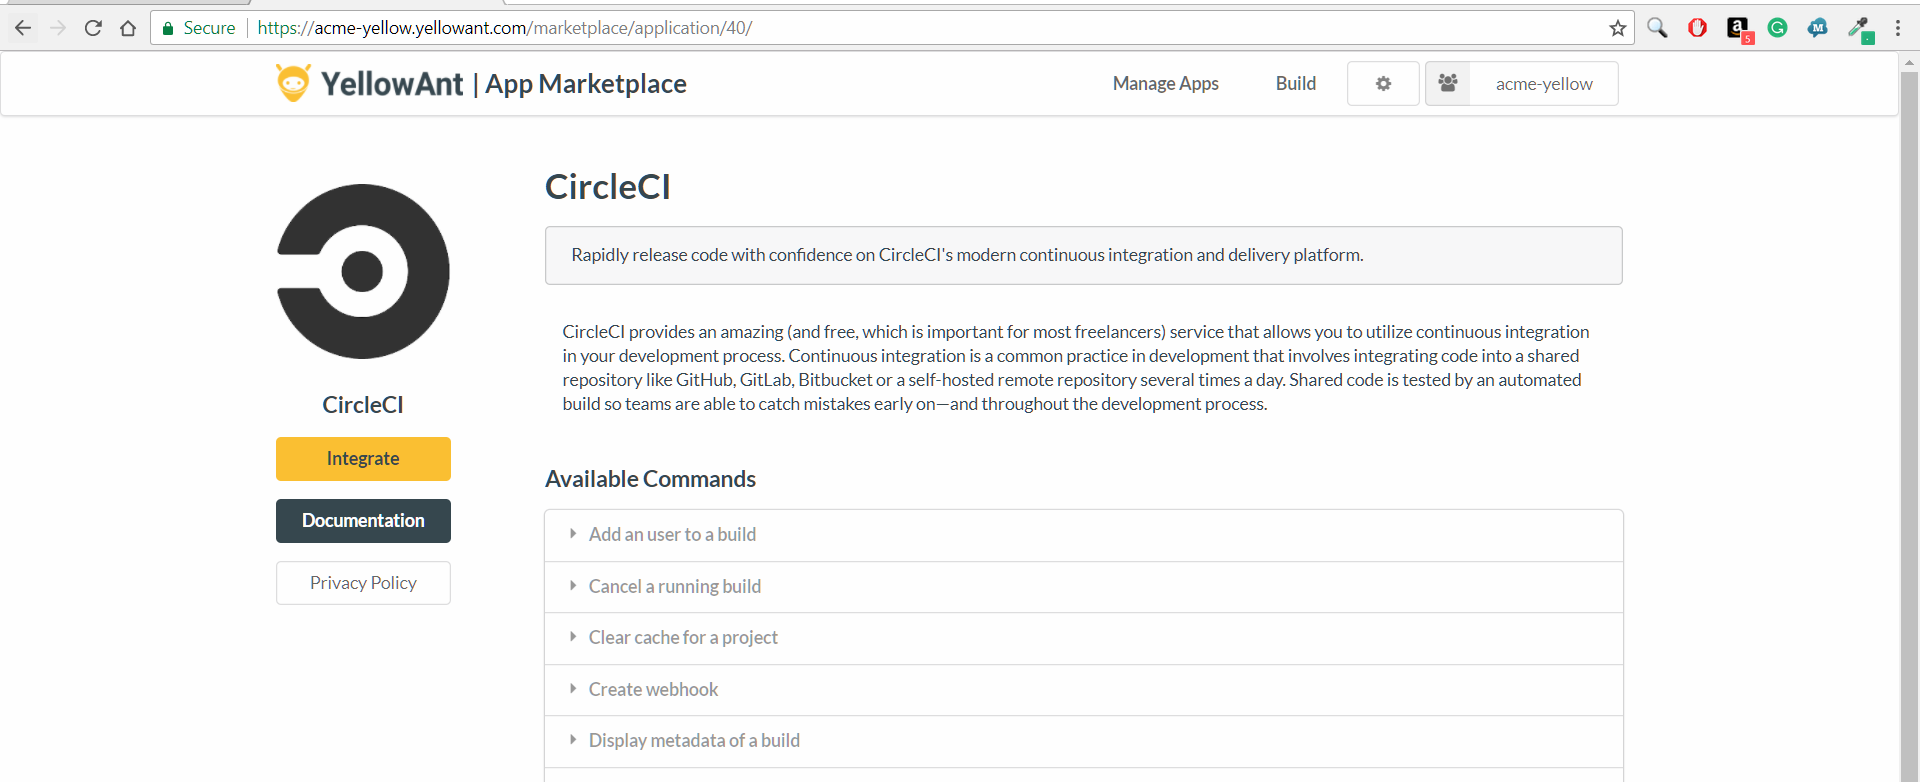 Secure https://acme-yellow.yellowant.com/marketplace/application/40/
5
YellowAnt | App Marketplace
Manage Apps
Build
acme-yellow
CircleCI
Rapidly release code with confidence on CircleCI's modern continuous integration and delivery platform.
CircleCI provides an amazing (and free, which is important for most freelancers) service that allows you to utilize continuous integration
in your development process. Continuous integration is a common practice in development that involves integrating code into a shared
repository like GitHub, GitLab, Bitbucket or a self-hosted remote repository several times a day. Shared code is tested by an automated
build so teams are able to catch mistakes early on—and throughout the development process.
CircleCI
Integrate
Documentation
Privacy Policy
Available Commands
Add an user to a build
Cancel a running build
Clear cache for a project
Create webhook
Display metadata of a build